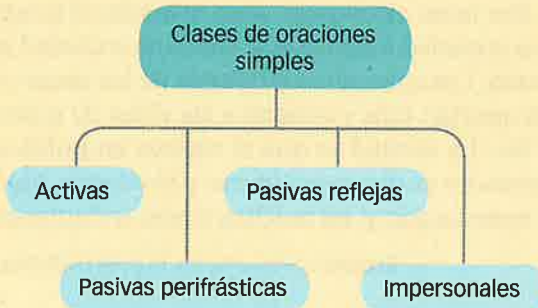 Clases de oraciones
simples
Activas
Pasivas reflejas
Pasivas perifrásticas
Impersonales